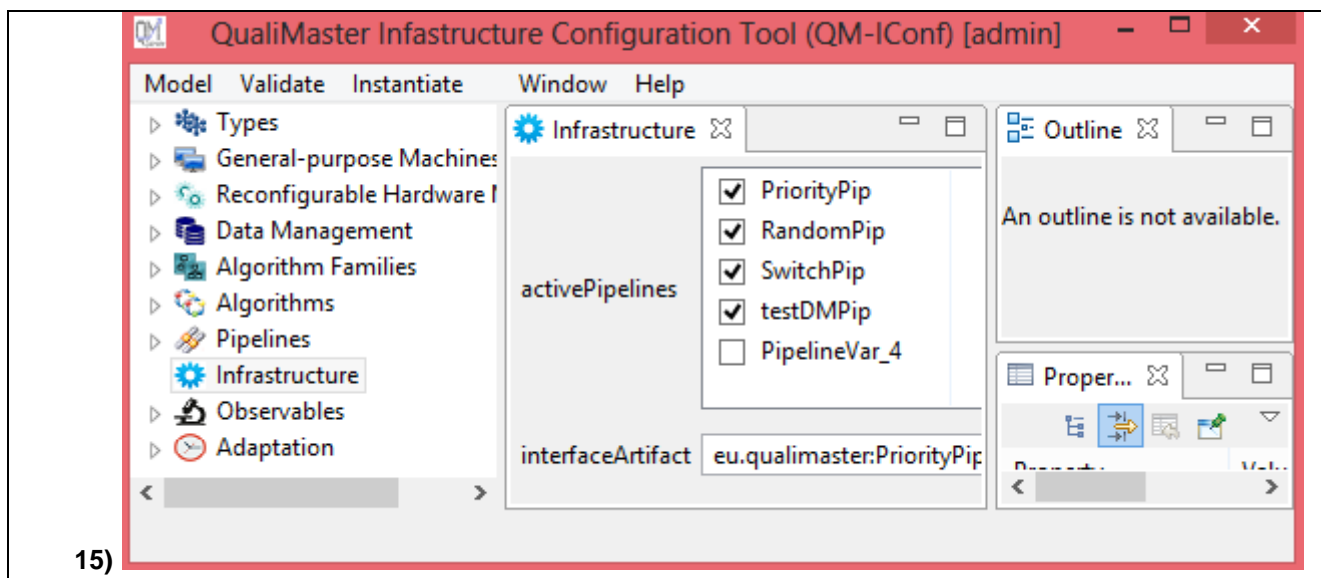 QM
QualiMaster Infastructure Configuration Tool (QM-IConf) [admin]
Model Validate Instantiate Window Help
Types
General-purpose Machines
Reconfigurable Hardware
Data Management
Algorithm Families
Algorithms
Pipelines
Infrastructure
Observables
Adaptation
Infrastructure
activePipelines
PriorityPip
RandomPip
SwitchPip
testDMPip
PipelineVar_4
interfaceArtifact eu.qualimaster:PriorityPip
Outline
An outline is not available.
Proper...
15)